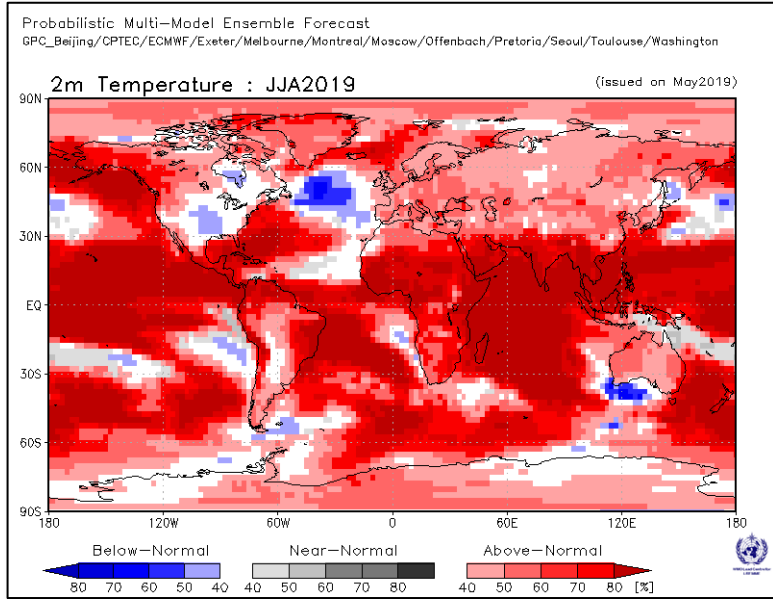 Probabilistic Multi-Model Ensemble Forecast
GPC_Beijing/CPTEC/ECMWF/Exeter/Melbourne/Montreal/Moscow/Offenbach/Pretoria/Seoul/Toulouse/Washington
2m Temperature : JJA2019 (issued on May2019)
90N
60N
30N
EQ
30S
60S
90S
180 120W 60W 0 60E 120E 180
Below-Normal Near-Normal Above-Normal
80 70 60 50 40 40 50 60 70 80 40 50 60 70 80 [%]